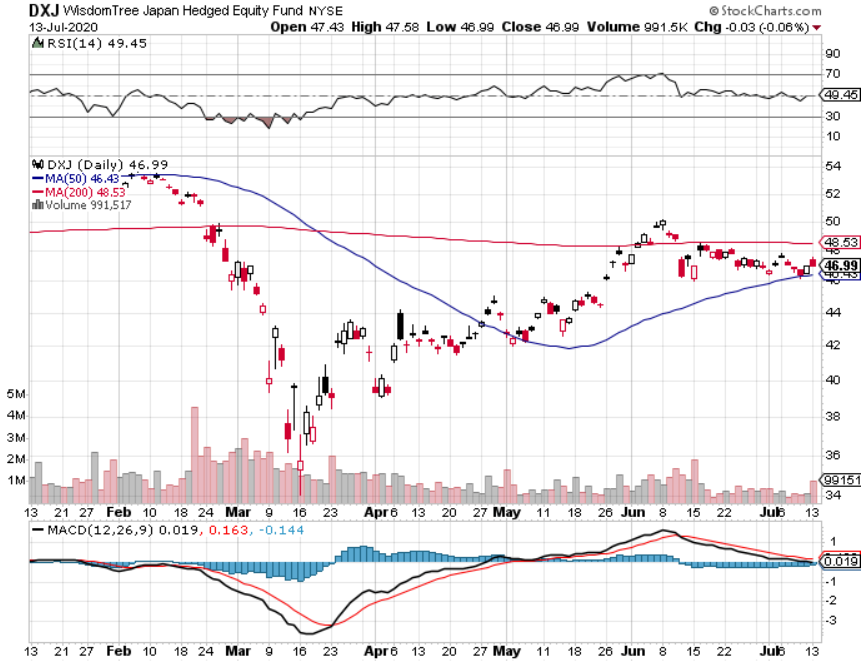 DXJ WisdomTree Japan Hedged Equity Fund NYSE © StockCharts.com
13-Jul-2020 Open 47.43 High 47.58 Low 46.99 Close 46.99 Volume 991.5K Chg -0.03 (-0.06%)
RSI(14) 49.45
90
70
49.45
30
10
DXJ (Daily) 46.99
MA(50) 46.43
MA(200) 48.53
Volume 991,517
54
52
50
48.53
48
46.99
46.43
46
44
42
40
38
36
34
5M
4M
3M
2M
1M
99151
13 21 27 Feb 10 18 24 Mar 9 16 23 Apr 6 13 20 27 May 11 18 26 Jun 8 15 22 Jul 6 13
MACD(12,26,9) 0.019, 0.163, -0.144
1
0.019
-1
-2
-3
13 21 27 Feb 10 18 24 Mar 9 16 23 Apr 6 13 20 27 May 11 18 26 Jun 8 15 22 Jul 6 13